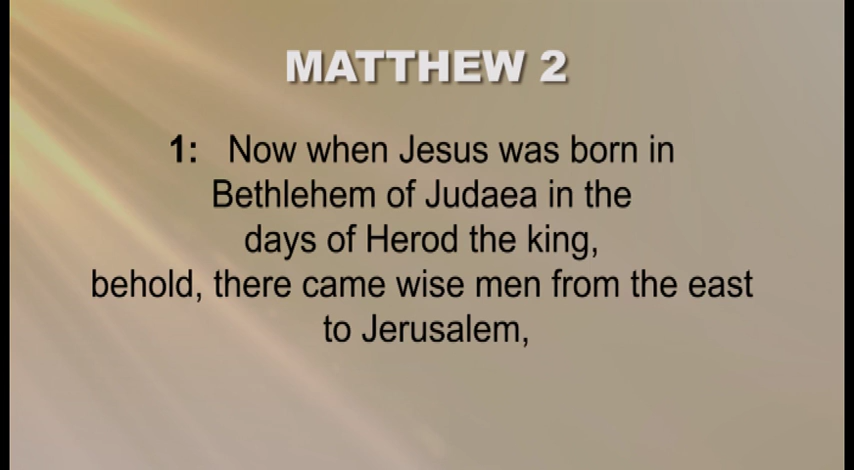 MATTHEW 2
1: Now when Jesus was born in
Bethlehem of Judaea in the
days of Herod the king,
behold, there came wise men from the east
to Jerusalem,